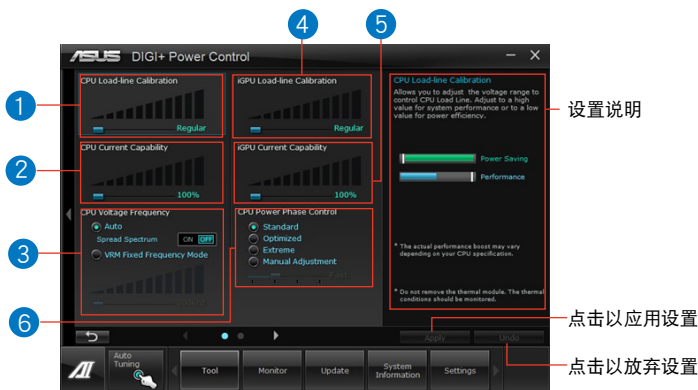 4
5
ASUS DIGI+ Power Control
1
CPU Load-line Calibration
Regular
iGPU Load-line Calibration
Regular
CPU Load-line Calibration
Allows you to adjust the voltage range to
control CPU Load Line. Adjust to a high
value for system performance or to a low
value for power efficiency.
设置说明
2
CPU Current Capability
100%
iGPU Current Capability
100%
Power Saving
Performance
3
CPU Voltage Frequency
Auto
Spread Spectrum ON OFF
VRM Fixed Frequency Mode
6
CPU Power Phase Control
Standard
Optimized
Extreme
Manual Adjustment
Fast
* The actual performance boost may vary
depending on your CPU specification.
* Do not remove the thermal module. The thermal
conditions should be monitored.
Apply
Undo
点击以应用设置
点击以放弃设置
AI
Auto
Tuning
Tool
Monitor
Update
System
Information
Settings